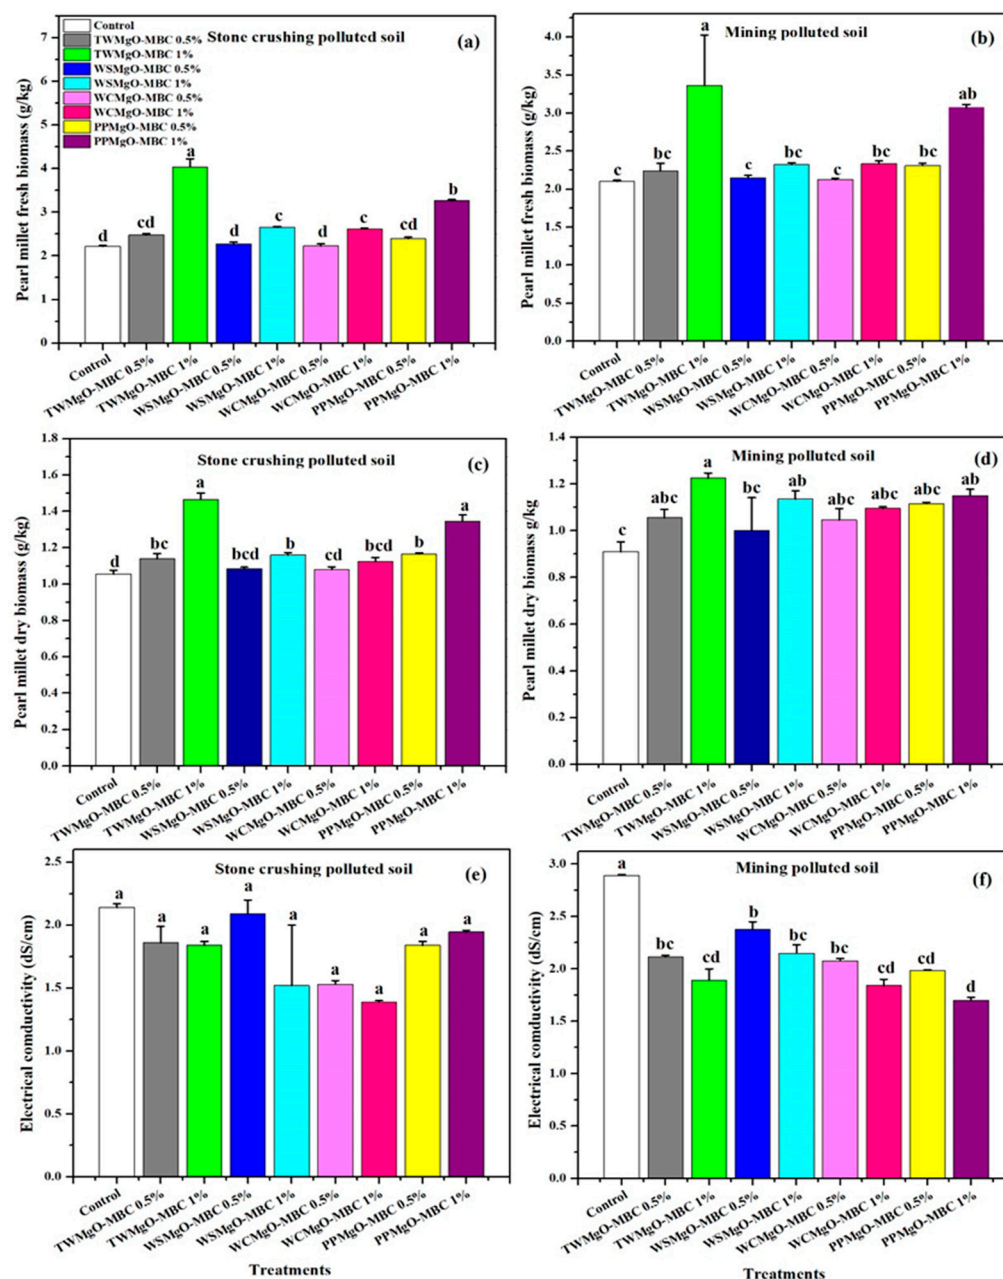 Stone crushing polluted soil
(a)
Control
TWMgO-MBC 0.5%
TWMgO-MBC 1%
WSMgO-MBC 0.5%
WSMgO-MBC 1%
WCMgO-MBC 0.5%
WCMgO-MBC 1%
PPMgO-MBC 0.5%
PPMgO-MBC 1%
Pearl millet fresh biomass (g/kg)
7
6
5
4
3
2
1
0
d cd a d c d c cd b
Control TWMgO-MBC 0.5% TWMgO-MBC 1% WSMgO-MBC 0.5% WSMgO-MBC 1% WCMgO-MBC 0.5% WCMgO-MBC 1% PPMgO-MBC 0.5% PPMgO-MBC 1%
Mining polluted soil
(b)
Pearl millet fresh biomass (g/kg)
4.0
3.5
3.0
2.5
2.0
1.5
1.0
0.5
0.0
c bc a c bc c bc bc ab
Control TWMgO-MBC 0.5% TWMgO-MBC 1% WSMgO-MBC 0.5% WSMgO-MBC 1% WCMgO-MBC 0.5% WCMgO-MBC 1% PPMgO-MBC 0.5% PPMgO-MBC 1%
Stone crushing polluted soil
(c)
Pearl millet dry biomass (g/kg)
1.8
1.6
1.4
1.2
1.0
0.8
0.6
0.4
0.2
0.0
d bc a bcd b cd bcd b a
Control TWMgO-MBC 0.5% TWMgO-MBC 1% WSMgO-MBC 0.5% WSMgO-MBC 1% WCMgO-MBC 0.5% WCMgO-MBC 1% PPMgO-MBC 0.5% PPMgO-MBC 1%
Mining polluted soil
(d)
Pearl millet dry biomass g/kg)
1.4
1.2
1.0
0.8
0.6
0.4
0.2
0.0
c abc a bc ab abc abc abc abc
Control TWMgO-MBC 0.5% TWMgO-MBC 1% WSMgO-MBC 0.5% WSMgO-MBC 1% WCMgO-MBC 0.5% WCMgO-MBC 1% PPMgO-MBC 0.5% PPMgO-MBC 1%
Stone crushing polluted soil
(e)
Electrical comductivity (dS/cm)
2.5
2.0
1.5
1.0
0.5
0.0
a a a a a a a a a
Control TWMgO-MBC 0.5% TWMgO-MBC 1% WSMgO-MBC 0.5% WSMgO-MBC 1% WCMgO-MBC 0.5% WCMgO-MBC 1% PPMgO-MBC 0.5% PPMgO-MBC 1%
Treatments
Mining polluted soil
(f)
Electrical comductivity (dS/cm)
3.0
2.5
2.0
1.5
1.0
0.5
0.0
a bc cd b bc bc cd cd d
Control TWMgO-MBC 0.5% TWMgO-MBC 1% WSMgO-MBC 0.5% WSMgO-MBC 1% WCMgO-MBC 0.5% WCMgO-MBC 1% PPMgO-MBC 0.5% PPMgO-MBC 1%
Treatments